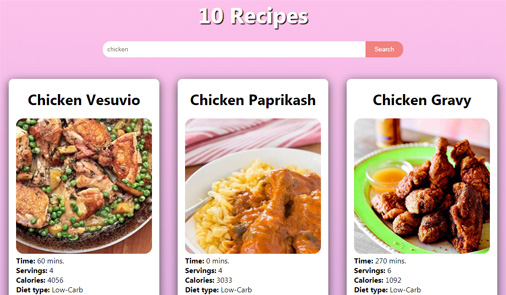 10 Recipes
chicken
Search
Chicken Vesuvio
Time: 60 mins.
Servings: 4
Calories: 4056
Diet type: Low-Carb
Chicken Paprikash
Time: 0 mins.
Servings: 4
Calories: 3033
Diet type: Low-Carb
Chicken Gravy
Time: 270 mins.
Servings: 6
Calories: 1092
Diet type: Low-Carb